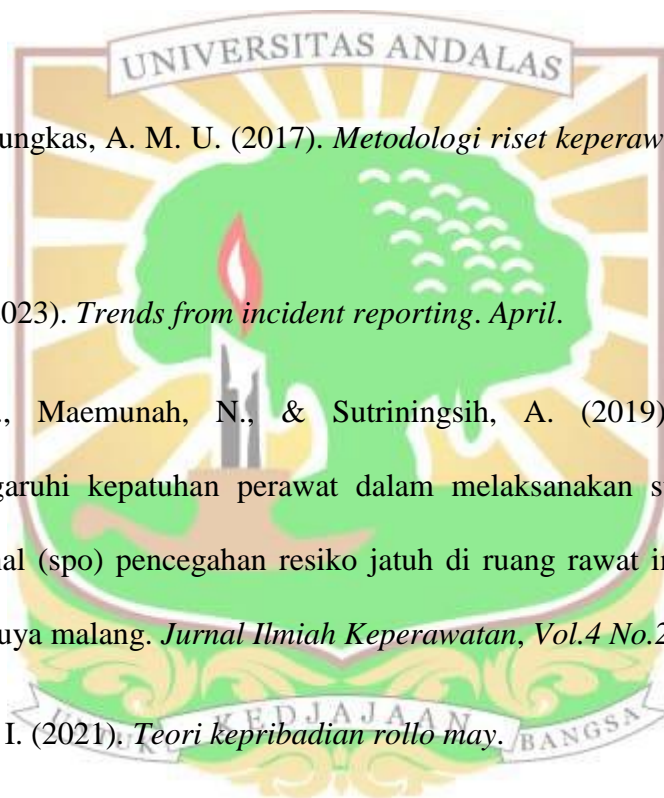 UNIVERSITAS ANDALAS
ungkas, A. M. U. (2017). Metodologi riset keperaw
023). Trends from incident reporting. April.
., Maemunah, N., & Sutriningsih, A. (2019)
garuhi kepatuhan perawat dalam melaksanakan s
nal (spo) pencegahan resiko jatuh di ruang rawat i
uya malang. Jurnal Ilmiah Keperawatan, Vol.4 No.2
I. (2021). Teori kepribadian rollo may.
KEDJAJAAN BANGSA